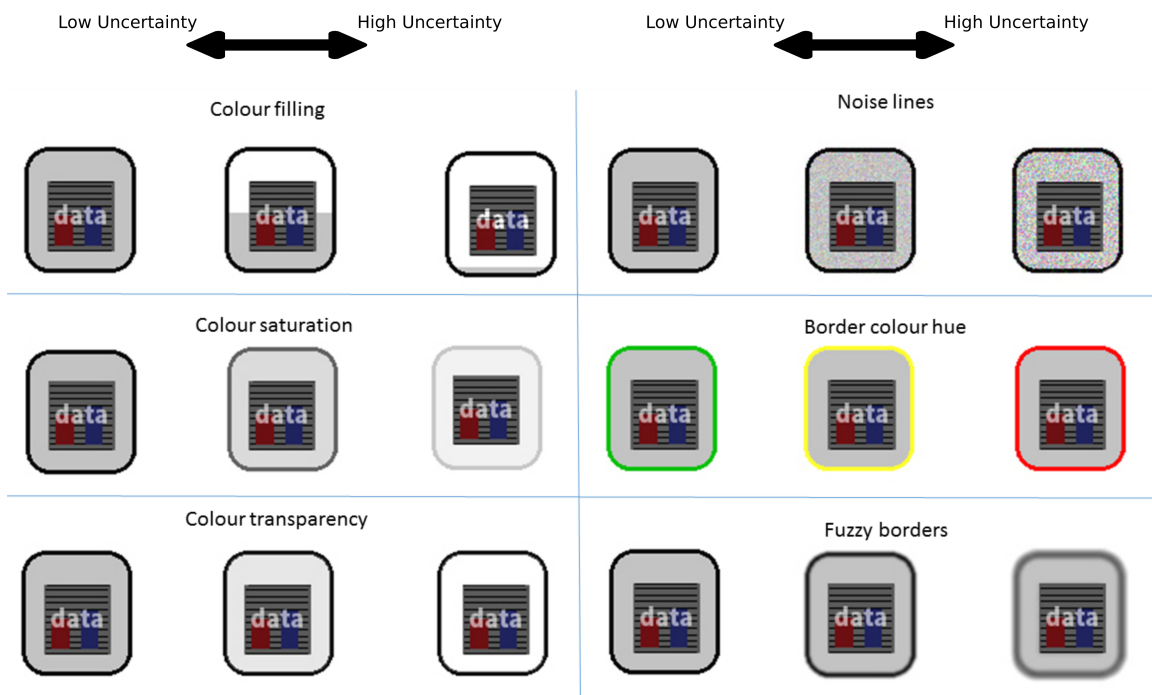 Low Uncertainty High Uncertainty Low Uncertainty High Uncertainty
Colour filling Noise lines
data data data data data data
Colour saturation Border colour hue
data data data data data data
Colour transparency Fuzzy borders
data data data data data data